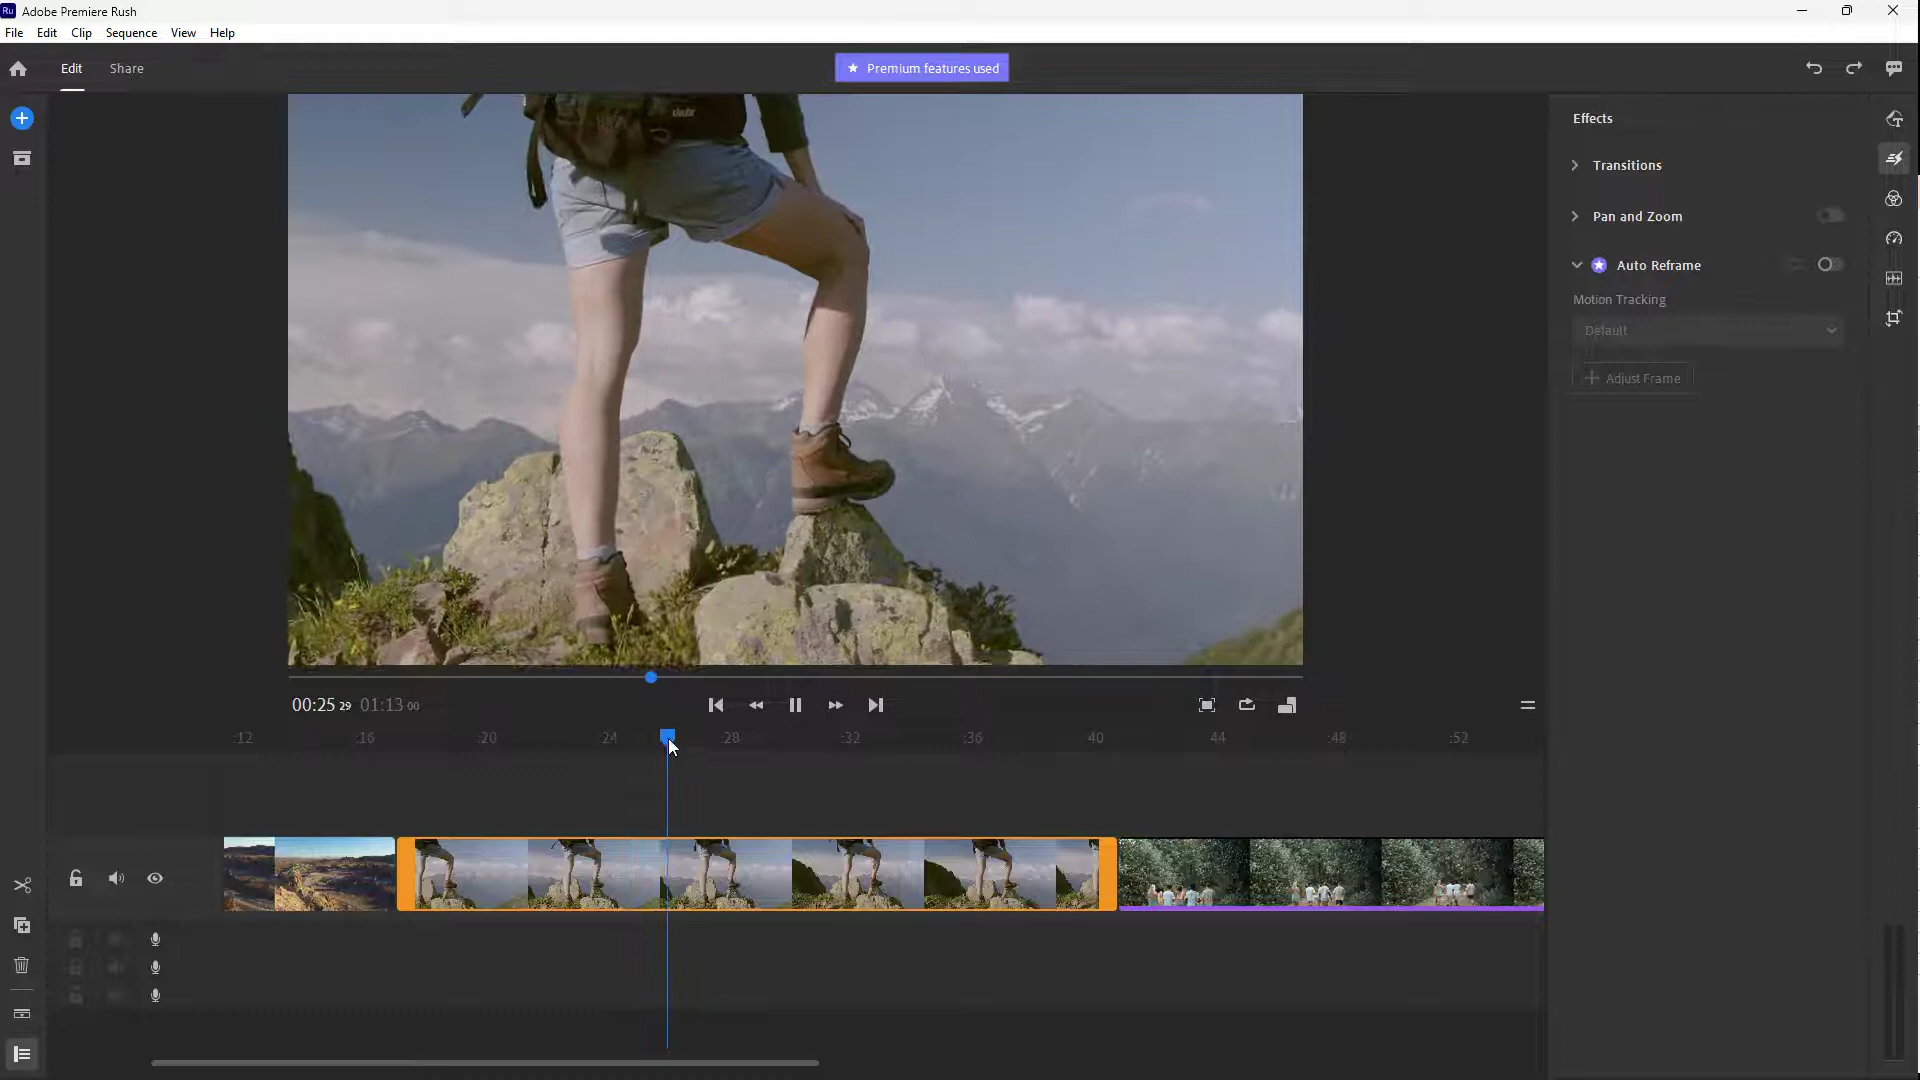 Ru Adobe Premiere Rush
File Edit Clip Sequence View Help
Edit Share
★ Premium features used
Effects
Transitions
Pan and Zoom
Auto Reframe
Motion Tracking
Default
Adjust Frame
00:25 29 01:13 00
:12 :16 :20 24 :28 :32 :36 40 44 :48 :52